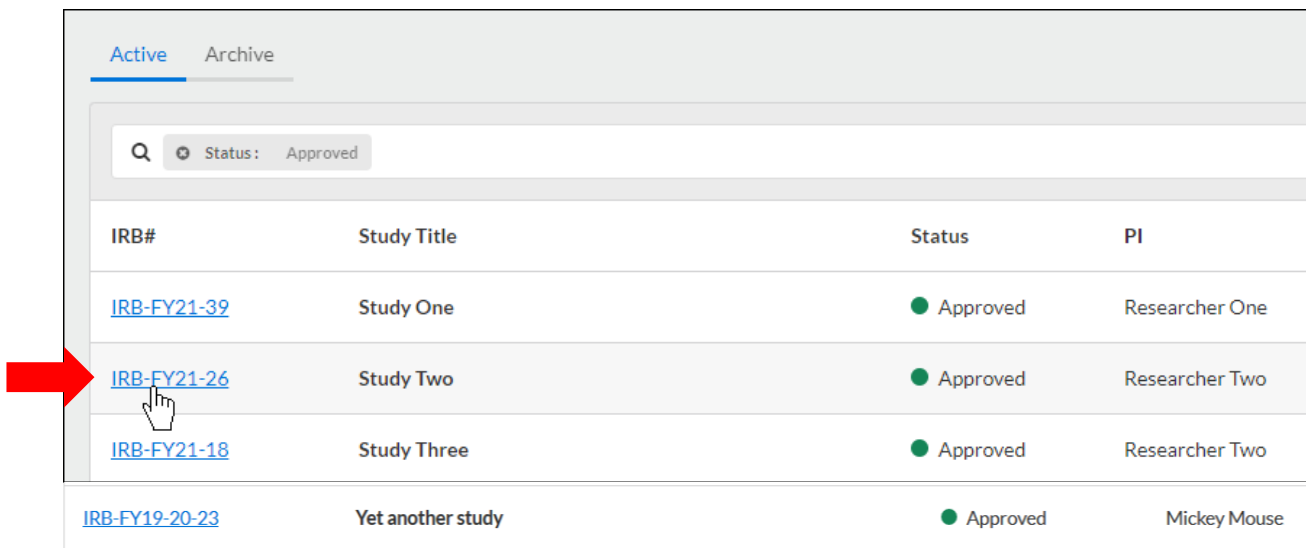 Active Archive
Status: Approved
IRB# Study Title Status PI
IRB-FY21-39 Study One Approved Researcher One
IRB-FY21-26 Study Two Approved Researcher Two
IRB-FY21-18 Study Three Approved Researcher Two
IRB-FY19-20-23 Yet another study Approved Mickey Mouse